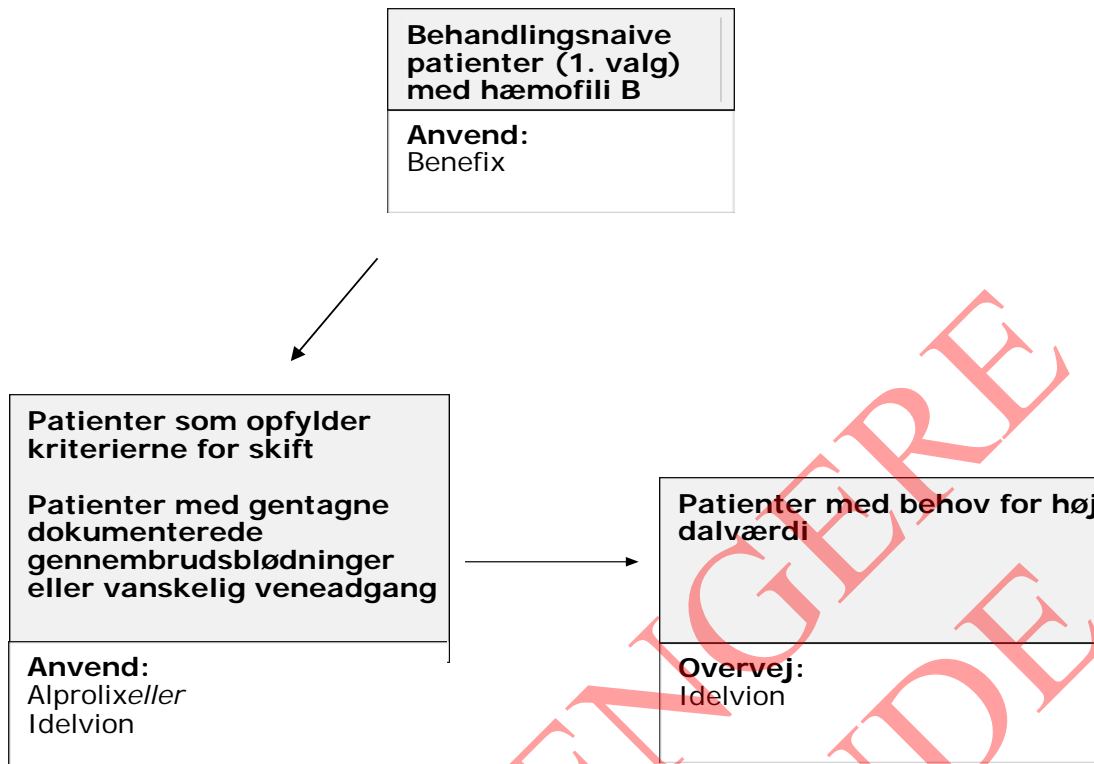 Behandlingsnaive
patienter (1. valg)
med hæmofili B
Anvend:
Benefix
Patienter som opfylder
kriterierne for skift
Patienter med gentagne
dokumenterede
gennembrudsblødninger
eller vanskelig veneadgang
Anvend:
Alprolixeller
Idelvion
Patienter med behov for høj
dalværdi
Overvej:
Idelvion
ENGERE
NDE